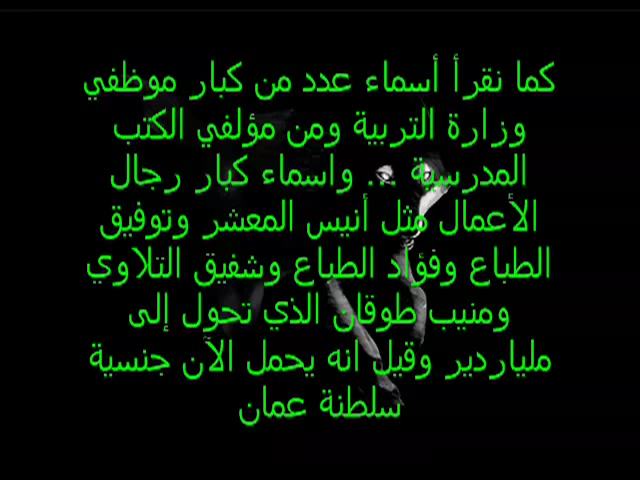 كما نقرأ أسماء عدد من كبار موظفي
وزارة التربية ومن مؤلفي الكتب
المدرسية ... واسماء كبار رجال
الأعمال مثل أنيس المعشر وتوفيق
الطباع وفؤاد الطباع وشفيق التلاوي
ومنيب طوقان الذي تحول إلى
ملياردير وقيل انه يحمل الآن جنسية
سلطنة عمان